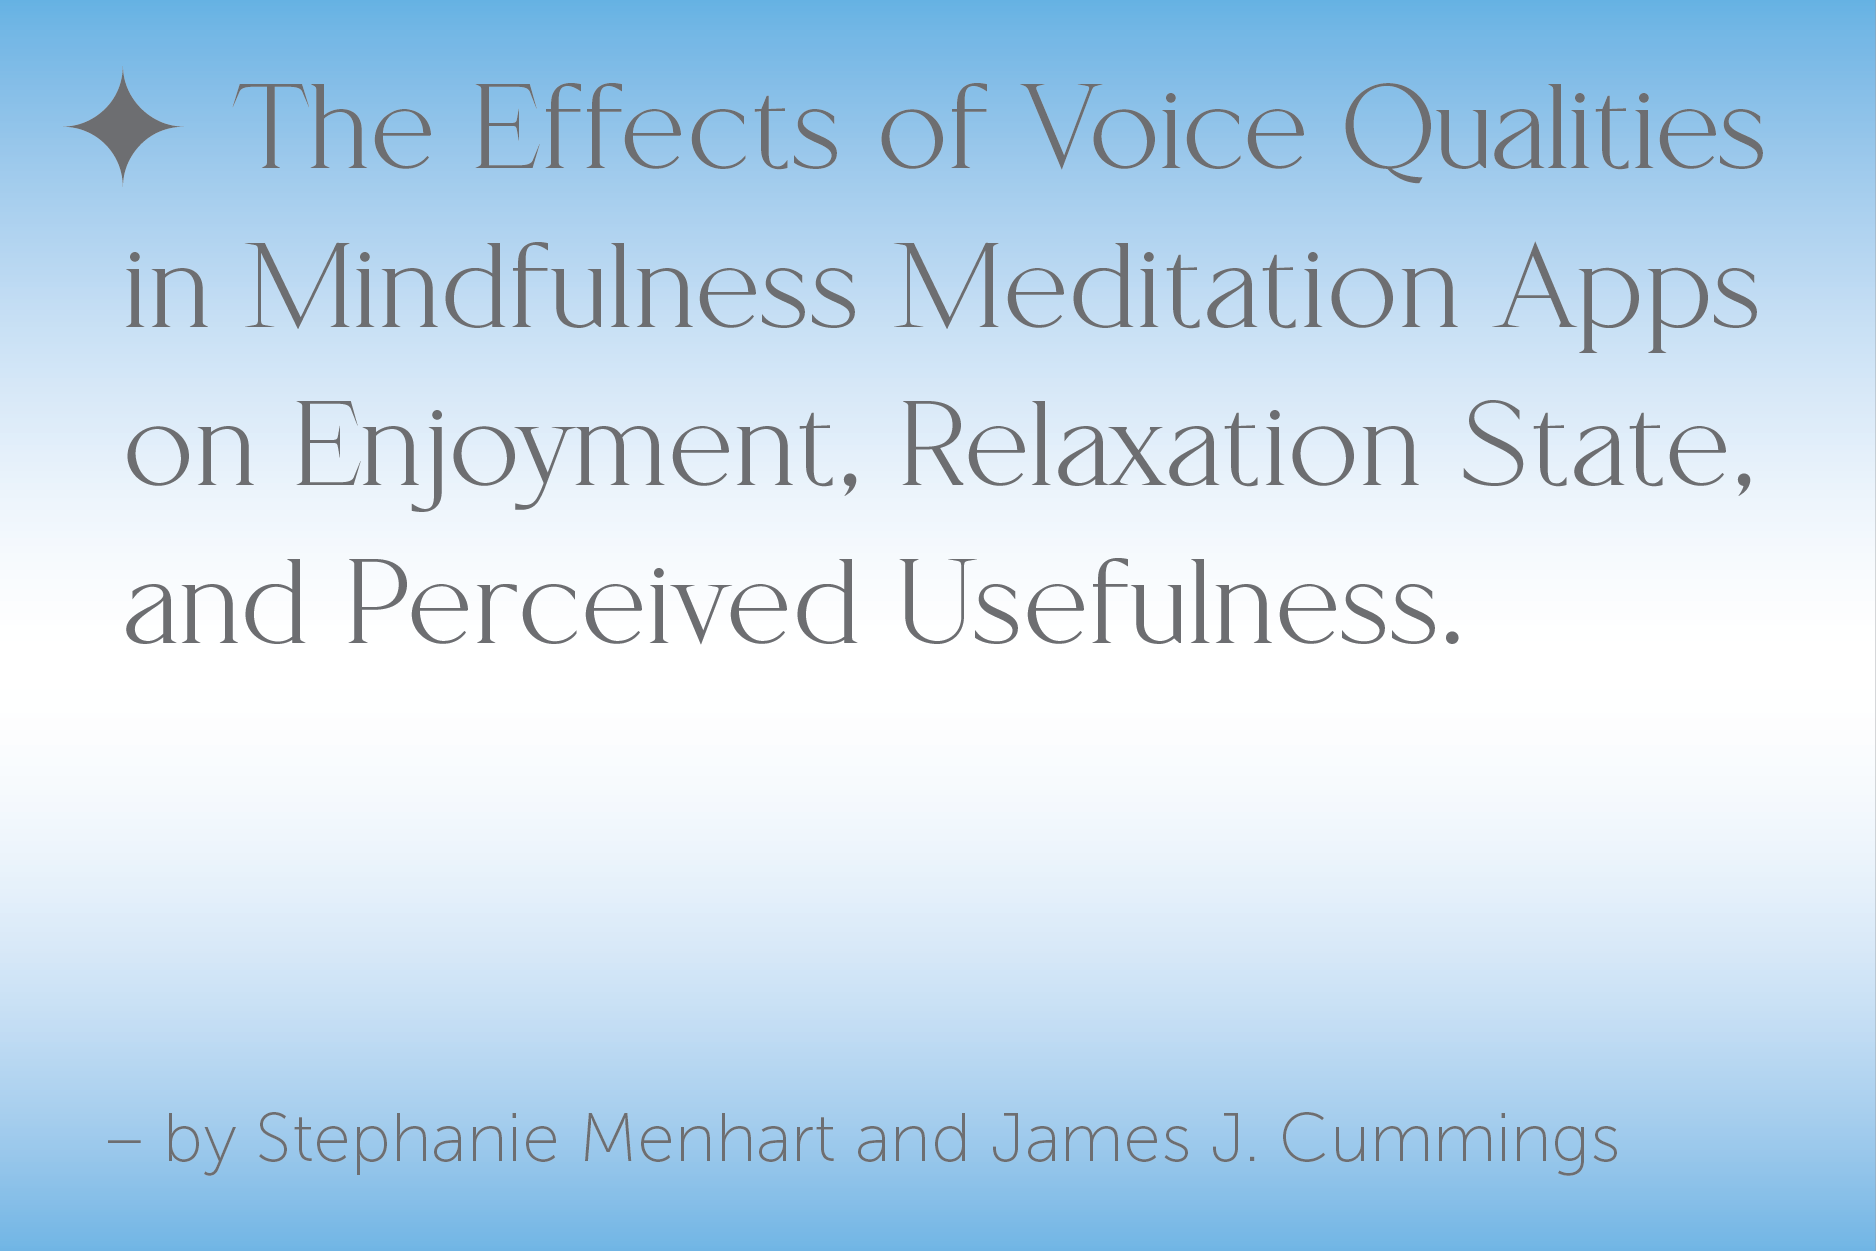 The Effects of Voice Qualities
in Mindfulness Meditation Apps
on Enjoyment, Relaxation State,
and Perceived Usefulness.
– by Stephanie Menhart and James J. Cummings